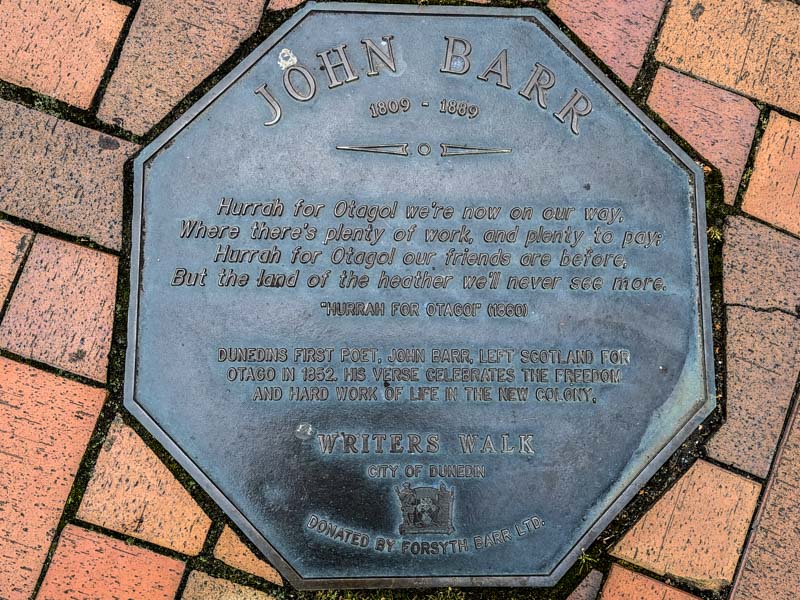 JOHN BARR
1809 - 1889
Hurrah for Otago! we're now on our way,
Where there's plenty of work, and plenty to pay;
Hurrah for Otago! our friends are before,
But the land of the heather we'll never see more.
"HURRAH FOR OTAGO!" (1860)
DUNEDINS FIRST POET, JOHN BARR, LEFT SCOTLAND FOR
OTAGO IN 1852. HIS VERSE CELEBRATES THE FREEDOM
AND HARD WORK OF LIFE IN THE NEW COLONY.
WRITERS WALK
CITY OF DUNEDIN
DONATED BY FORSYTH BARR LTD.